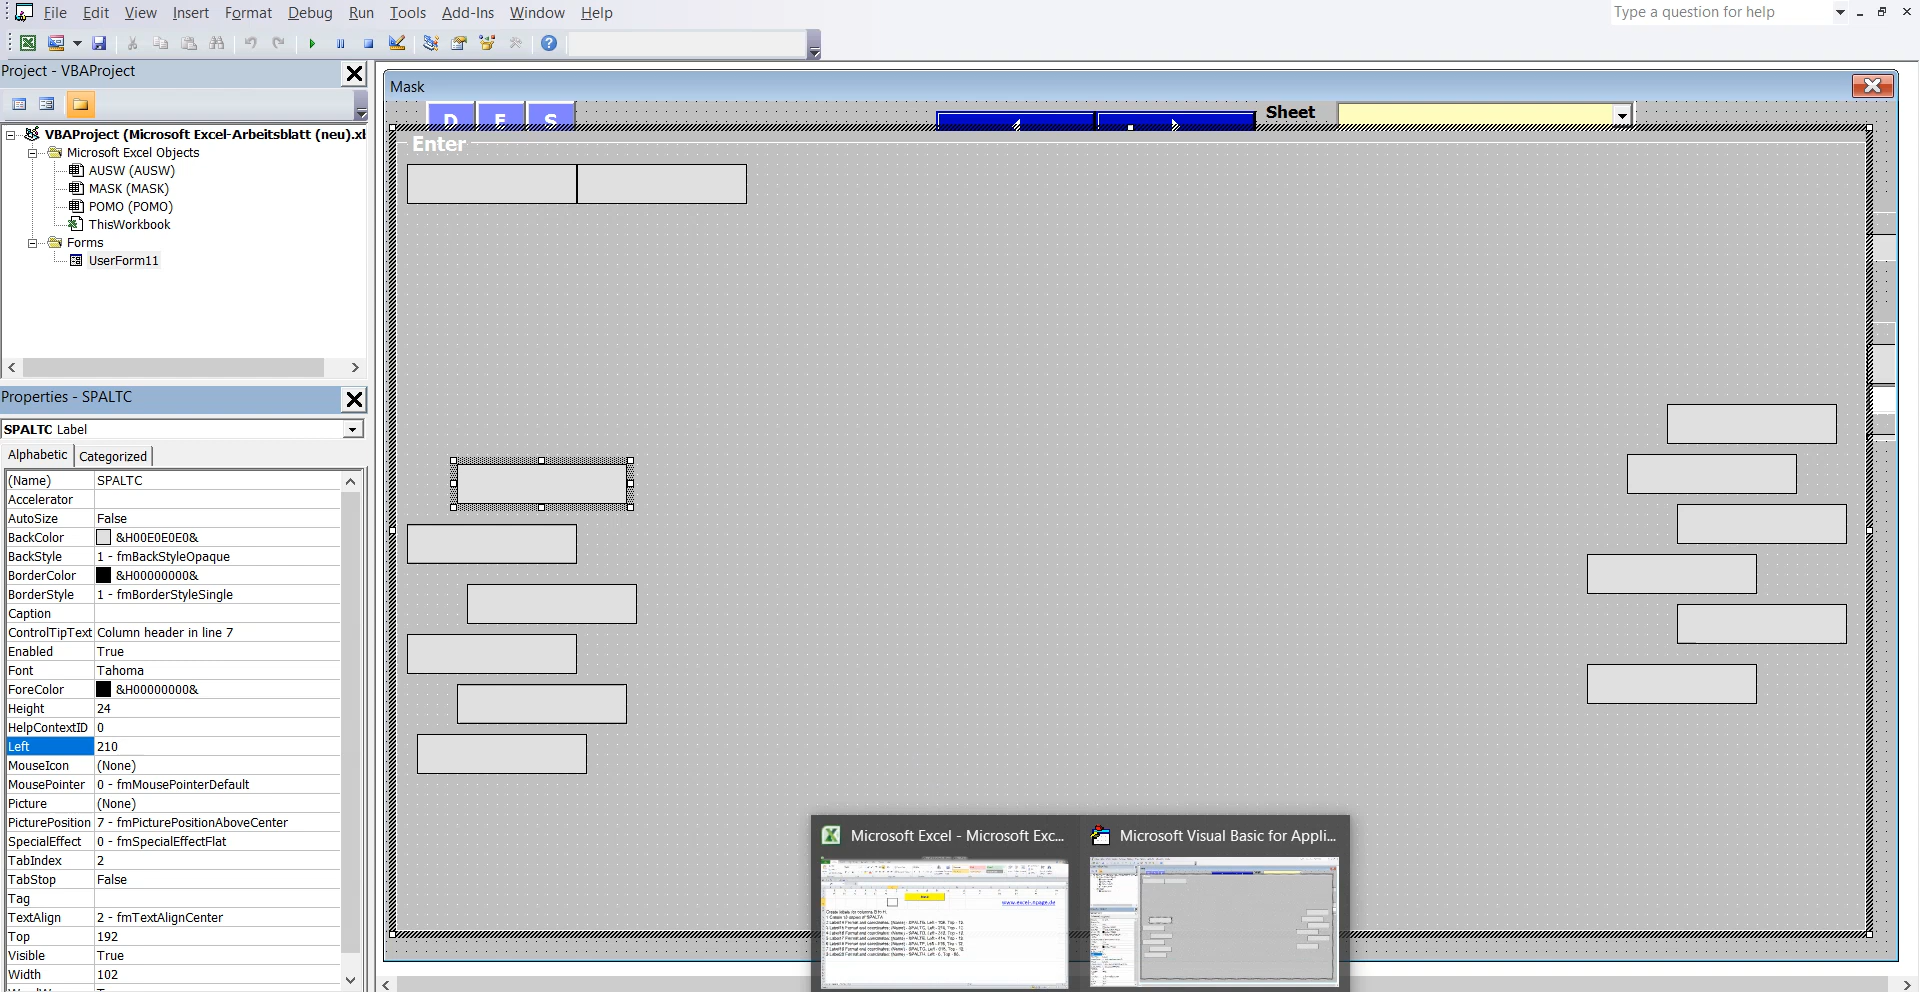 File Edit View Insert Format Debug Run Tools Add-Ins Window Help
Type a question for help
Project - VBAProject
VBAProject (Microsoft Excel-Arbeitsblatt (neu).xl
Microsoft Excel Objects
AUSW (AUSW)
MASK (MASK)
POMO (POMO)
ThisWorkbook
Forms
UserForm11
Properties - SPALTC
SPALTC Label
Alphabetic Categorized
(Name) SPALTC
Accelerator
AutoSize False
BackColor &H00E0E0E0&
BackStyle 1 - fmBackStyleOpaque
BorderColor &H00000000&
BorderStyle 1 - fmBorderStyleSingle
Caption
ControlTipText Column header in line 7
Enabled True
Font Tahoma
ForeColor &H00000000&
Height 24
HelpContextID 0
Left 210
MouseIcon (None)
MousePointer 0 - fmMousePointerDefault
Picture (None)
PicturePosition 7 - fmPicturePositionAboveCenter
SpecialEffect 0 - fmSpecialEffectFlat
TabIndex 2
TabStop False
Tag
TextAlign 2 - fmTextAlignCenter
Top 192
Visible True
Width 102
Mask
D E S
Sheet
Enter
Microsoft Excel - Microsoft Exc...
Microsoft Visual Basic for Appli...
www.excel-inpage.de